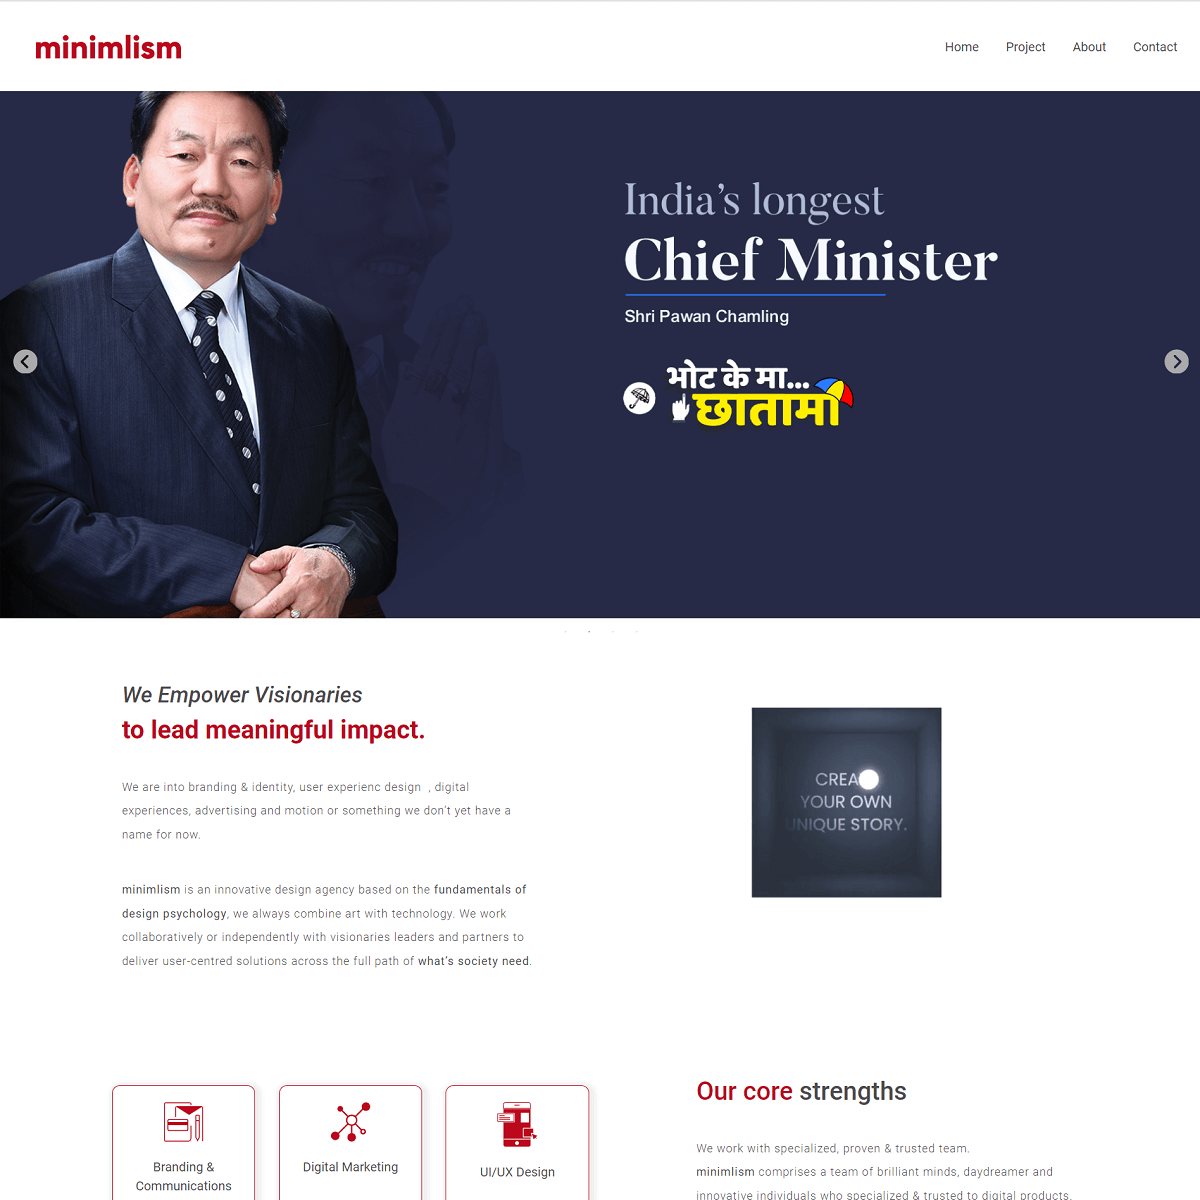 minimlism
Home Project About Contact
India's longest
Chief Minister
Shri Pawan Chamling
भोट के मा...
छातामा
We Empower Visionaries
to lead meaningful impact.
We are into branding & identity, user experienc design , digital
experiences, advertising and motion or something we don't yet have a
name for now.
minimlism is an innovative design agency based on the fundamentals of
design psychology, we always combine art with technology. We work
collaboratively or independently with visionaries leaders and partners to
deliver user-centred solutions across the full path of what's society need.
CREA
YOUR OWN
UNIQUE STORY.
Branding &
Communications
Digital Marketing
UI/UX Design
Our core strengths
We work with specialized, proven & trusted team.
minimlism comprises a team of brilliant minds, daydreamer and
innovative individuals who specialized & trusted to digital products.